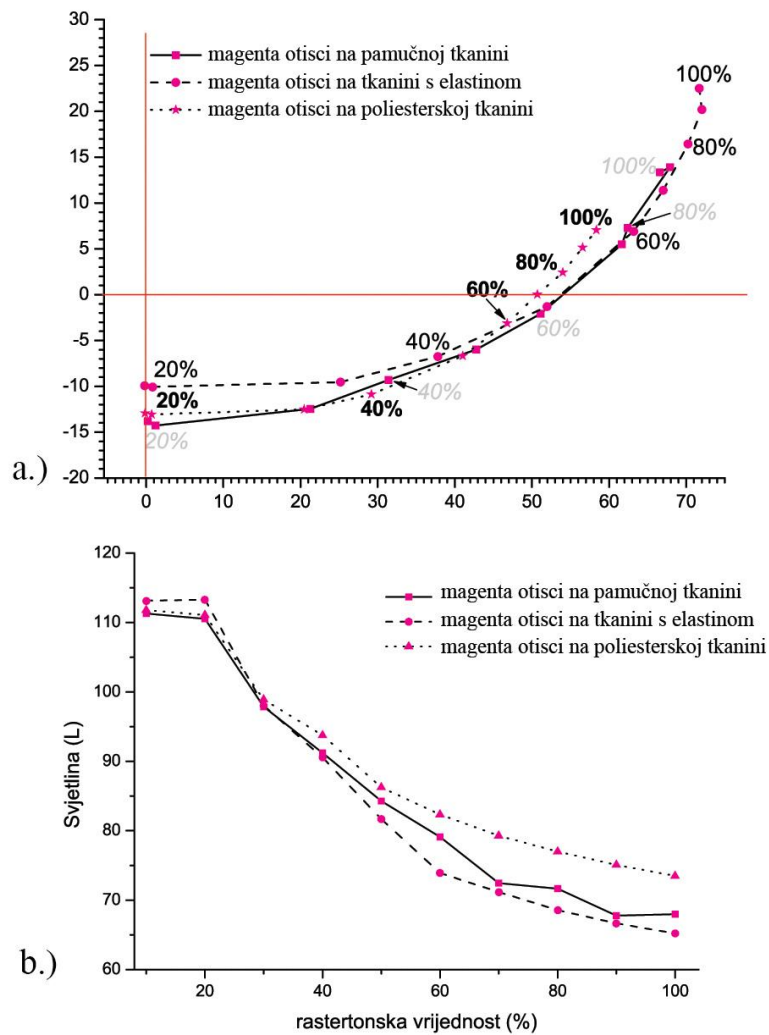 30
25
20
15
10
5
0
-5
-10
-15
-20
magenta otisci na pamučnoj tkanini
magenta otisci na tkanini s elastinom
magenta otisci na poliesterskoj tkanini
100%
80%
100%
80%
60%
100%
80%
60%
60%
40%
40%
40%
20%
20%
20%
a.)
0 10 20 30 40 50 60 70
120
110
100
90
80
70
60
Svjetlina (L)
magenta otisci na pamučnoj tkanini
magenta otisci na tkanini s elastinom
magenta otisci na poliesterskoj tkanini
b.)
20 40 60 80 100
rastertonska vrijednost (%)